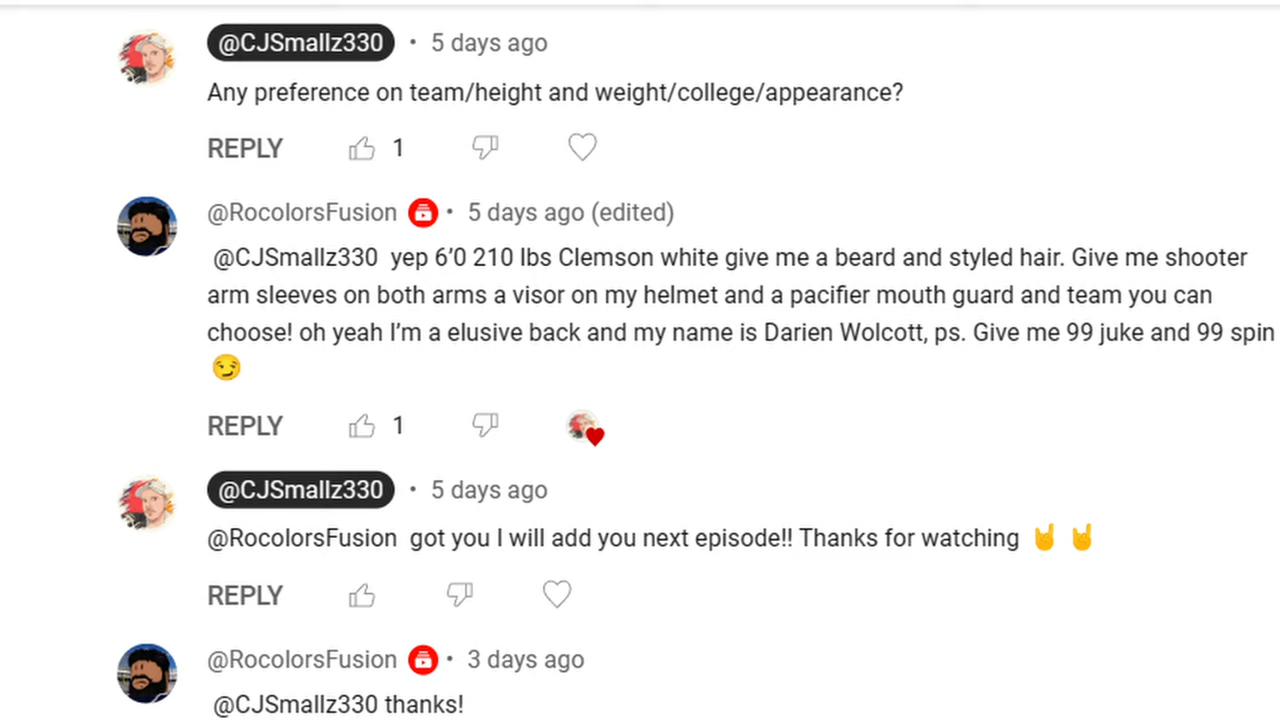 @CJSmallz330 • 5 days ago
Any preference on team/height and weight/college/appearance?
REPLY 1
@RocolorsFusion • 5 days ago (edited)
@CJSmallz330 yep 6’0 210 lbs Clemson white give me a beard and styled hair. Give me shooter
arm sleeves on both arms a visor on my helmet and a pacifier mouth guard and team you can
choose! oh yeah I’m a elusive back and my name is Darien Wolcott, ps. Give me 99 juke and 99 spin
😏
REPLY 1
@CJSmallz330 • 5 days ago
@RocolorsFusion got you I will add you next episode!! Thanks for watching 🤘 🤘
REPLY
@RocolorsFusion • 3 days ago
@CJSmallz330 thanks!